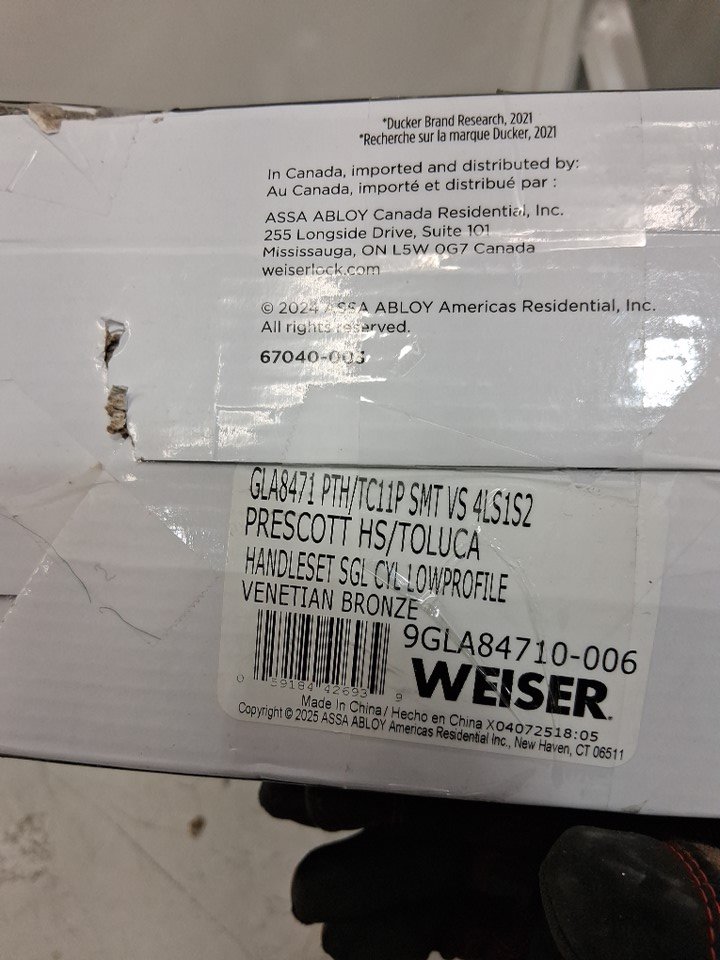 *Ducker Brand Research, 2021
*Recherche sur la marque Ducker, 2021
In Canada, imported and distributed by:
Au Canada, importé et distribué par :
ASSA ABLOY Canada Residential, Inc.
255 Longside Drive, Suite 101
Mississauga, ON L5W 0G7 Canada
weiserlock.com
© 2024 ASSA ABLOY Americas Residential, Inc.
All rights reserved.
67040-003
GLA8471 PTH/TC11P SMT VS 4LS1S2
PRESCOTT HS/TOLUCA
HANDLESET SGL CYL LOWPROFILE
VENETIAN BRONZE
9GLA84710-006
0 59184 42693 9
WEISER
Made In China / Hecho en China X04072518:05
Copyright © 2025 ASSA ABLOY Americas Residential Inc., New Haven, CT 06511